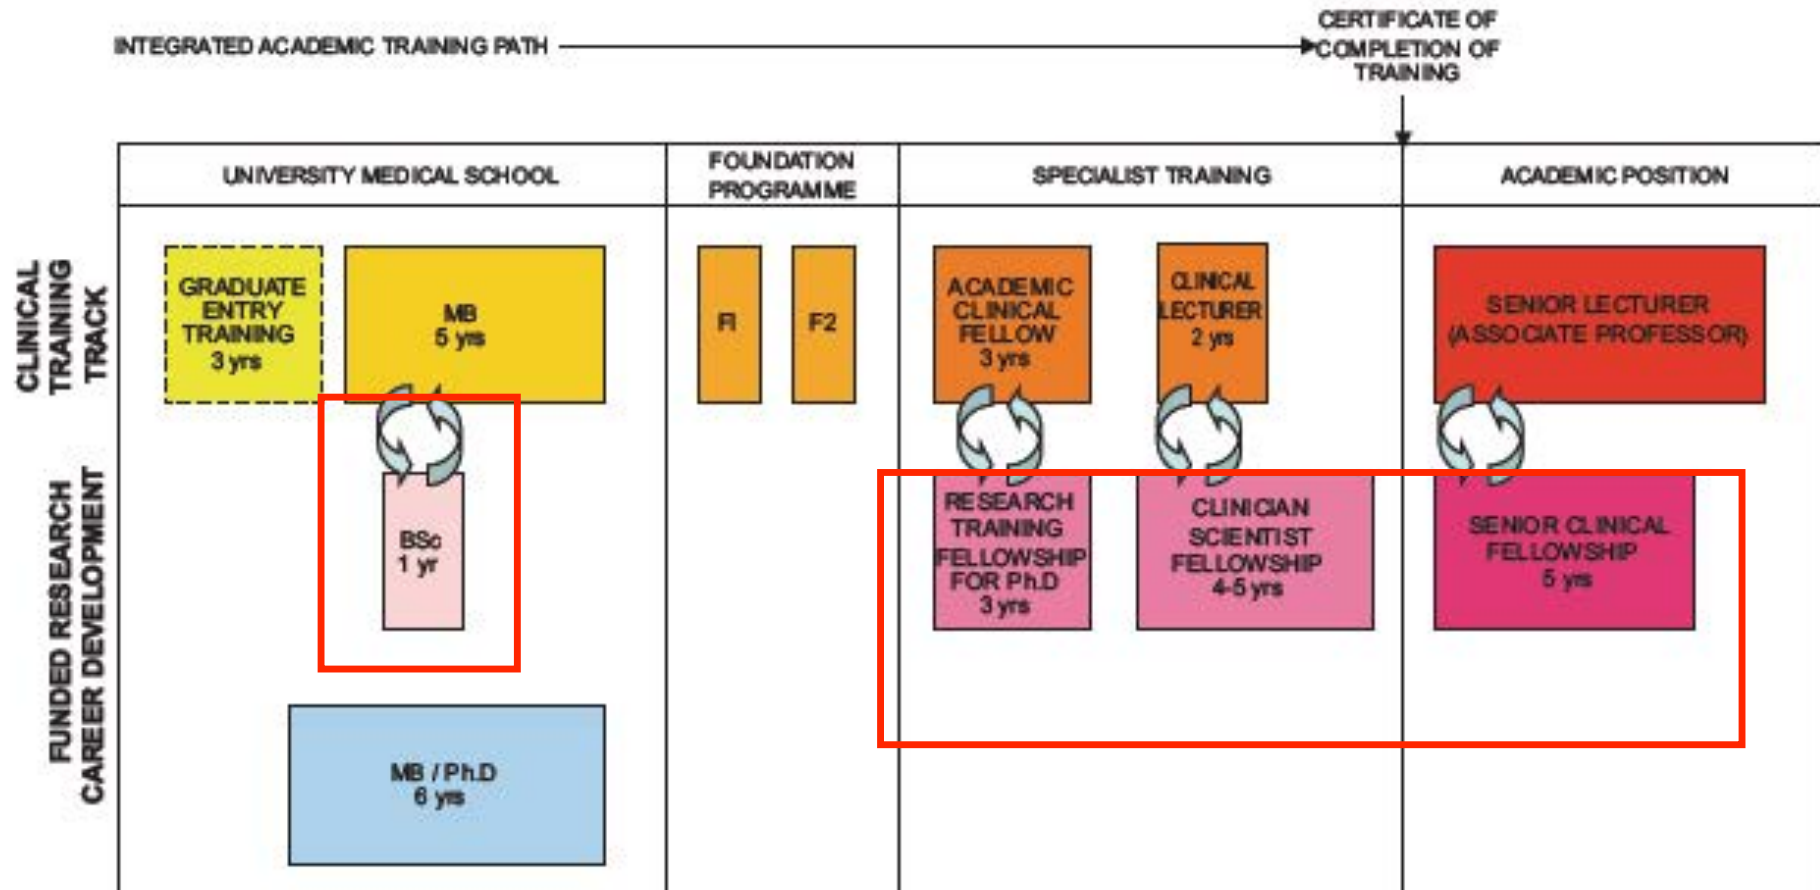 INTEGRATED ACADEMIC TRAINING PATH
CERTIFICATE OF
COMPLETION OF
TRAINING
UNIVERSITY MEDICAL SCHOOL
FOUNDATION
PROGRAMME
SPECIALIST TRAINING
ACADEMIC POSITION
CLINICAL
TRAINING
TRACK
GRADUATE
ENTRY
TRAINING
3 yrs
MB
5 yrs
FI
F2
ACADEMIC
CLINICAL
FELLOW
3 yrs
CLINICAL
LECTURER
2 yrs
SENIOR LECTURER
(ASSOCIATE PROFESSOR)
FUNDED RESEARCH
CAREER DEVELOPMENT
BSc
1 yr
RESEARCH
TRAINING
FELLOWSHIP
FOR Ph.D
3 yrs
CLINICIAN
SCIENTIST
FELLOWSHIP
4-5 yrs
SENIOR CLINICAL
FELLOWSHIP
5 yrs
MB / Ph.D
6 yrs